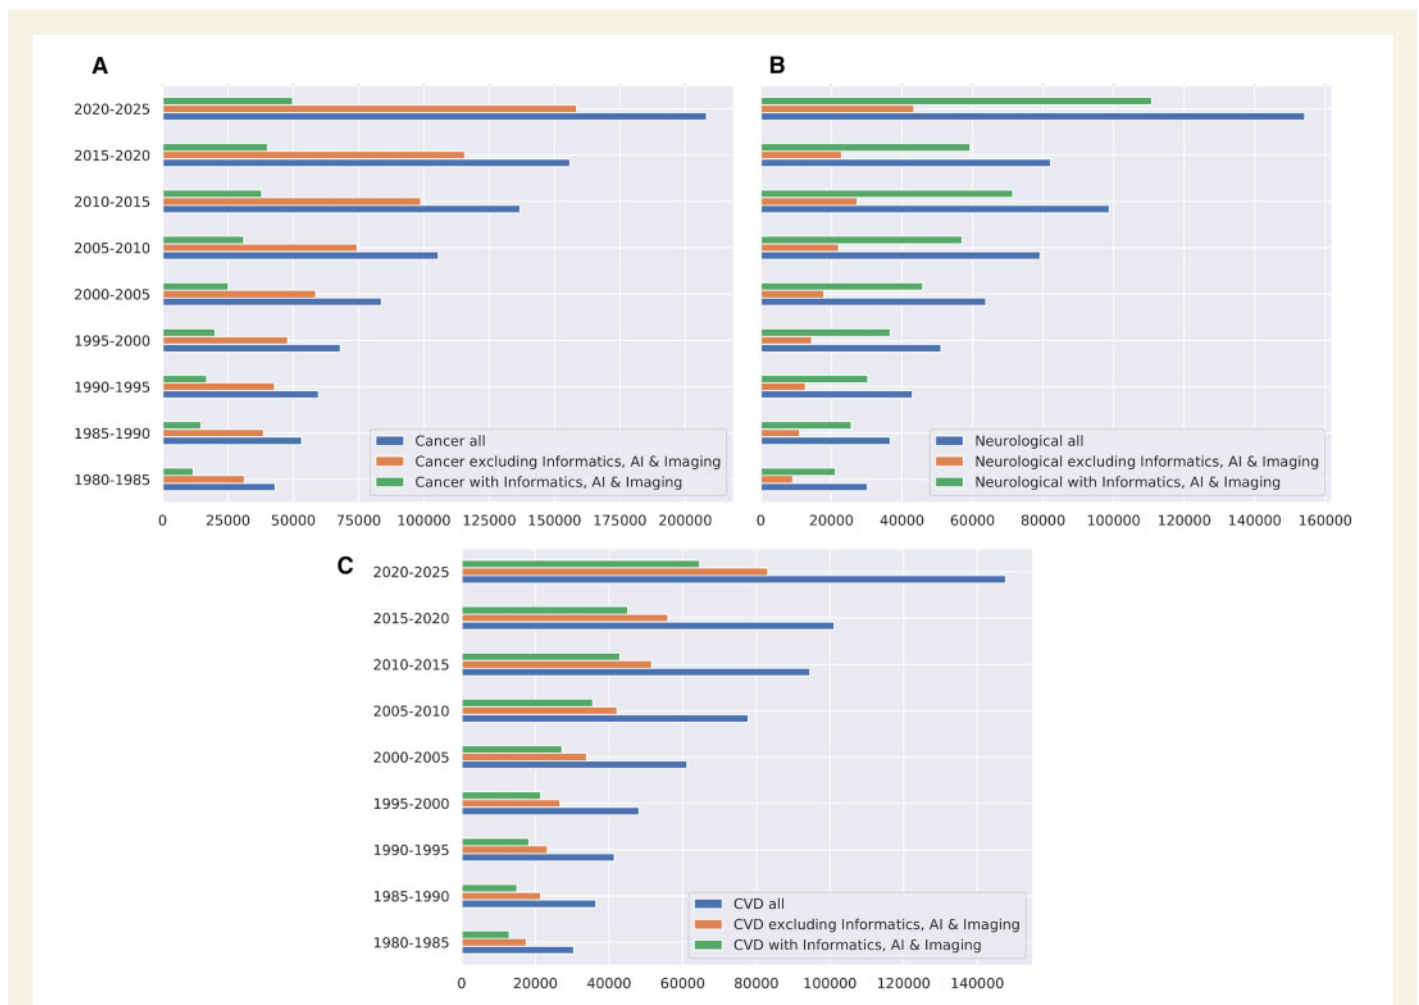 A
2020-2025
2015-2020
2010-2015
2005-2010
2000-2005
1995-2000
1990-1995
1985-1990
1980-1985
Cancer all
Cancer excluding Informatics, AI & Imaging
Cancer with Informatics, AI & Imaging
0 25000 50000 75000 100000 125000 150000 175000 200000
B
Neurological all
Neurological excluding Informatics, AI & Imaging
Neurological with Informatics, AI & Imaging
0 20000 40000 60000 80000 100000 120000 140000 160000
C
2020-2025
2015-2020
2010-2015
2005-2010
2000-2005
1995-2000
1990-1995
1985-1990
1980-1985
CVD all
CVD excluding Informatics, AI & Imaging
CVD with Informatics, AI & Imaging
0 20000 40000 60000 80000 100000 120000 140000